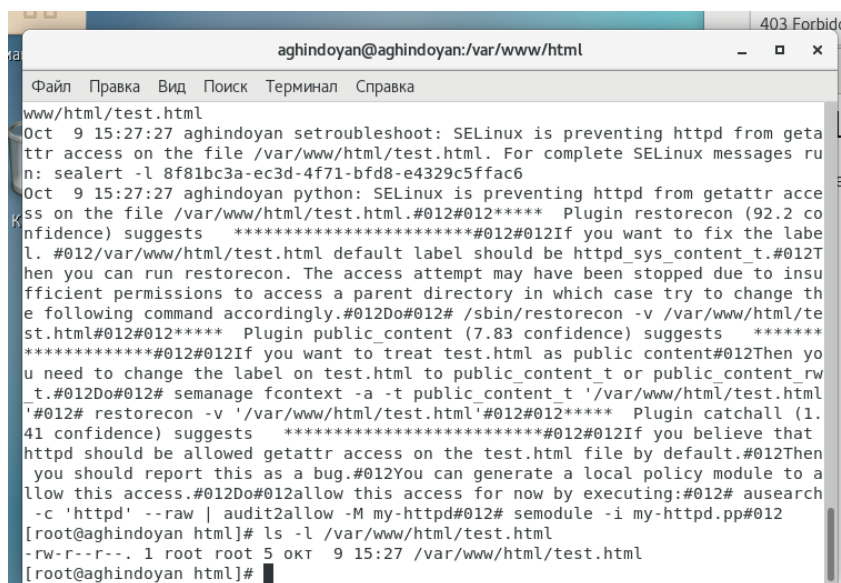 403 Forbid
aghindoyan@aghindoyan:/var/www/html
Файл Правка Вид Поиск Терминал Справка
www/html/test.html
Oct  9 15:27:27 aghindoyan setroubleshoot: SELinux is preventing httpd from geta
ttr access on the file /var/www/html/test.html. For complete SELinux messages ru
n: sealert -l 8f81bc3a-ec3d-4f71-bfd8-e4329c5ffac6
Oct  9 15:27:27 aghindoyan python: SELinux is preventing httpd from getattr acce
ss on the file /var/www/html/test.html.#012#012*****  Plugin restorecon (92.2 co
nfidence) suggests   ************************#012#012If you want to fix the labe
l. #012/var/www/html/test.html default label should be httpd_sys_content_t.#012T
hen you can run restorecon. The access attempt may have been stopped due to insu
fficient permissions to access a parent directory in which case try to change th
e following command accordingly.#012Do#012# /sbin/restorecon -v /var/www/html/te
st.html#012#012*****  Plugin public_content (7.83 confidence) suggests   *******
*************#012#012If you want to treat test.html as public content#012Then yo
u need to change the label on test.html to public_content_t or public_content_rw
_t.#012Do#012# semanage fcontext -a -t public_content_t '/var/www/html/test.html
'#012# restorecon -v '/var/www/html/test.html'#012#012*****  Plugin catchall (1.
41 confidence) suggests   **************************#012#012If you believe that
httpd should be allowed getattr access on the test.html file by default.#012Then
 you should report this as a bug.#012You can generate a local policy module to a
llow this access.#012Do#012allow this access for now by executing:#012# ausearch
 -c 'httpd' --raw | audit2allow -M my-httpd#012# semodule -i my-httpd.pp#012
[root@aghindoyan html]# ls -l /var/www/html/test.html
-rw-r--r--. 1 root root 5 окт  9 15:27 /var/www/html/test.html
[root@aghindoyan html]#